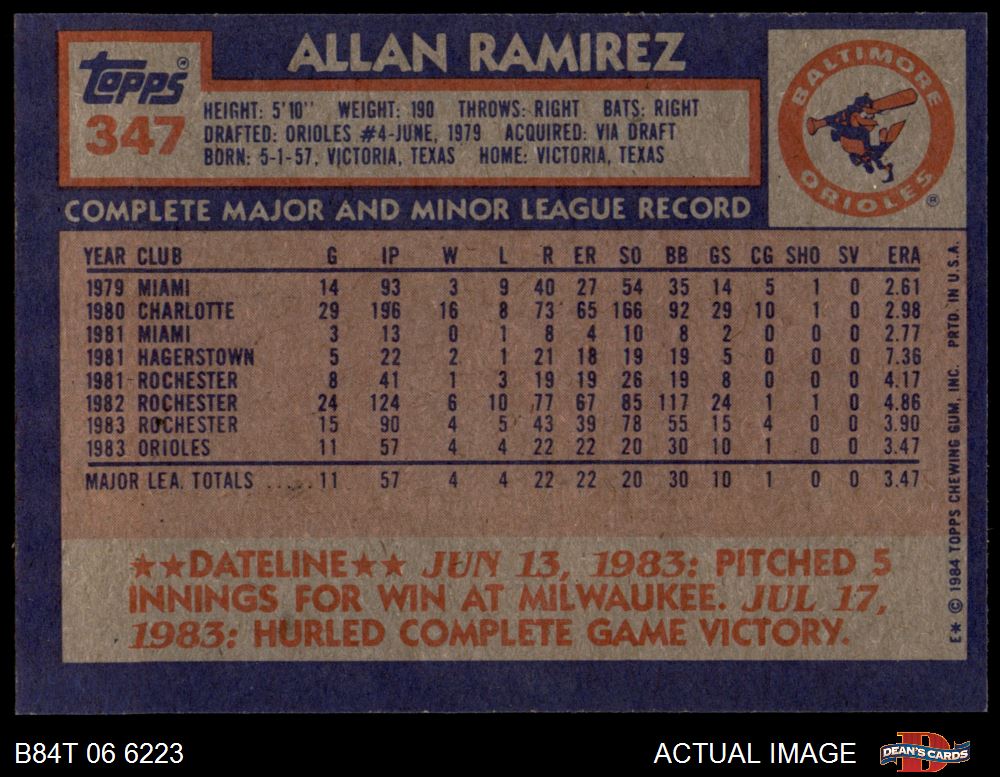 ALLAN RAMIREZ
TOPPS®
347
HEIGHT: 5'10'' WEIGHT: 190 THROWS: RIGHT BATS: RIGHT
DRAFTED: ORIOLES #4-JUNE, 1979 ACQUIRED: VIA DRAFT
BORN: 5-1-57, VICTORIA, TEXAS HOME: VICTORIA, TEXAS
BALTIMORE
ORIOLES®
COMPLETE MAJOR AND MINOR LEAGUE RECORD
YEAR CLUB G IP W L R ER SO BB GS CG SHO SV ERA
1979 MIAMI 14 93 3 9 40 27 54 35 14 5 1 0 2.61
1980 CHARLOTTE 29 196 16 8 73 65 166 92 29 10 1 0 2.98
1981 MIAMI 3 13 0 1 8 4 10 8 2 0 0 0 2.77
1981 HAGERSTOWN 5 22 2 1 21 18 19 19 5 0 0 0 7.36
1981 ROCHESTER 8 41 1 3 19 19 26 19 8 0 0 0 4.17
1982 ROCHESTER 24 124 6 10 77 67 85 117 24 1 1 0 4.86
1983 ROCHESTER 15 90 4 5 43 39 78 55 15 4 0 0 3.90
1983 ORIOLES 11 57 4 4 22 22 20 30 10 1 0 0 3.47
MAJOR LEA. TOTALS .....11 57 4 4 22 22 20 30 10 1 0 0 3.47
★★DATELINE★★ JUN 13, 1983: PITCHED 5
INNINGS FOR WIN AT MILWAUKEE. JUL 17,
1983: HURLED COMPLETE GAME VICTORY.
E* © 1984 TOPPS CHEWING GUM, INC. PRTD. IN U.S.A.
B84T 06 6223
ACTUAL IMAGE
DEAN'S CARDS